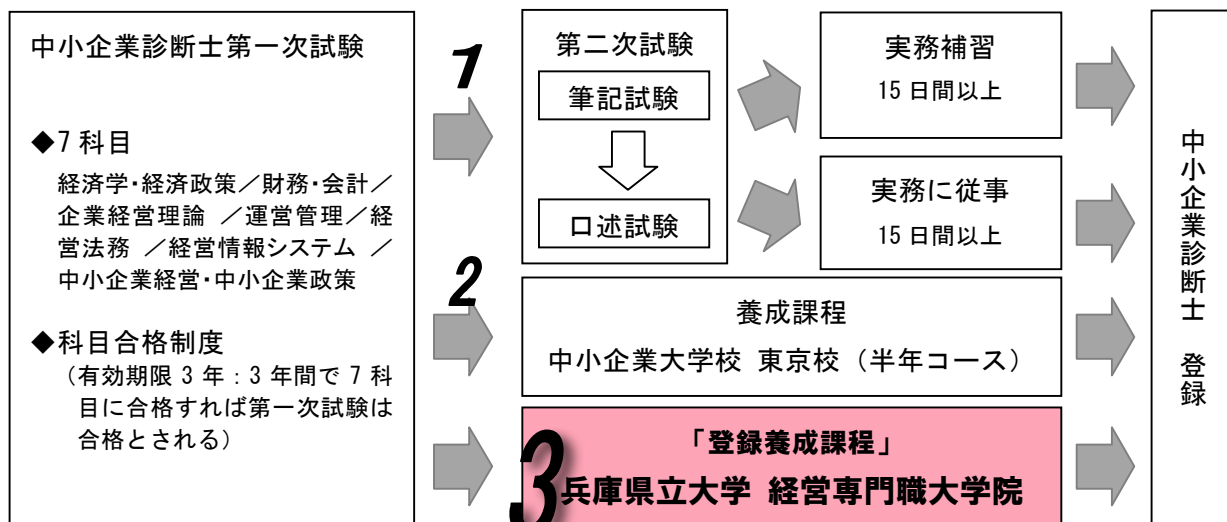 中小企業診断士第一次試験
◆7 科目
経済学・経済政策／財務・会計／
企業経営理論 ／運営管理／経
営法務 ／経営情報システム ／
中小企業経営・中小企業政策
◆科目合格制度
（有効期限 3 年：3 年間で 7 科
目に合格すれば第一次試験は
合格とされる）
1
第二次試験
筆記試験
口述試験
実務補習
15 日間以上
実務に従事
15 日間以上
2
養成課程
中小企業大学校 東京校（半年コース）
3
「登録養成課程」
兵庫県立大学 経営専門職大学院
中小企業診断士 登録